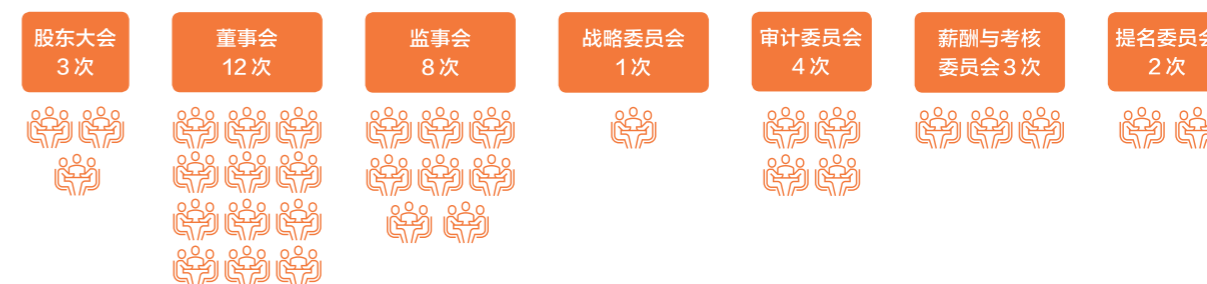 股东大会
3 次
董事会
12 次
监事会
8 次
战略委员会
1 次
审计委员会
4 次
薪酬与考核
委员会 3 次
提名委员会
2 次